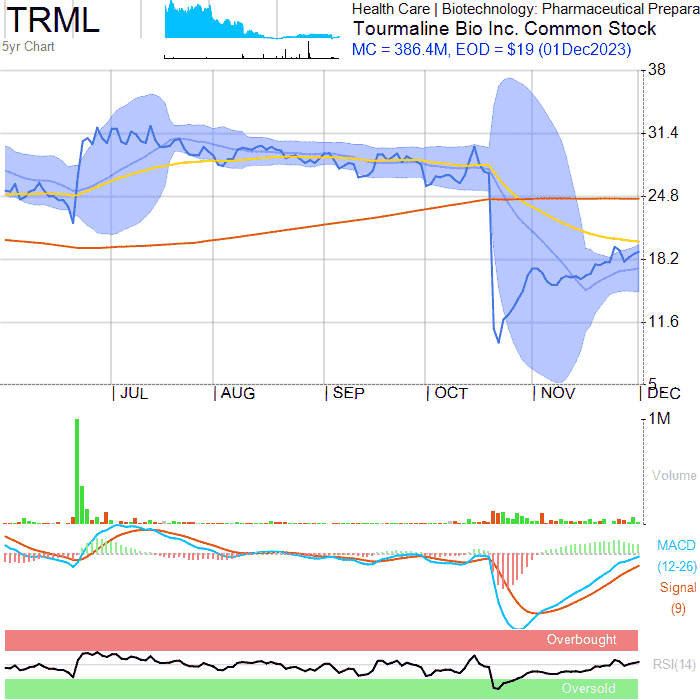 TRML
5yr Chart
Health Care | Biotechnology: Pharmaceutical Prepara
Tourmaline Bio Inc. Common Stock
MC = 386.4M, EOD = $19 (01Dec2023)
38
31.4
24.8
18.2
11.6
5
JUL AUG SEP OCT NOV DEC
1M
Volume
MACD
(12-26)
Signal
(9)
Overbought
RSI(14)
Oversold